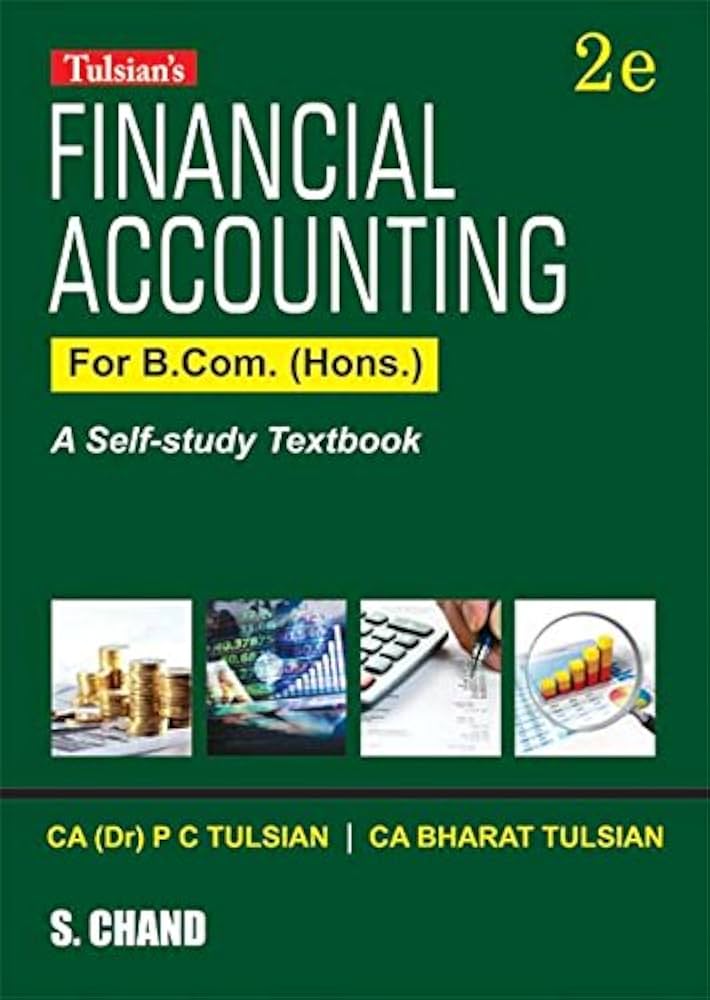 Tulsian's
2e
FINANCIAL
ACCOUNTING
For B.Com. (Hons.)
A Self-study Textbook
CA (Dr) P C TULSIAN | CA BHARAT TULSIAN
S. CHAND